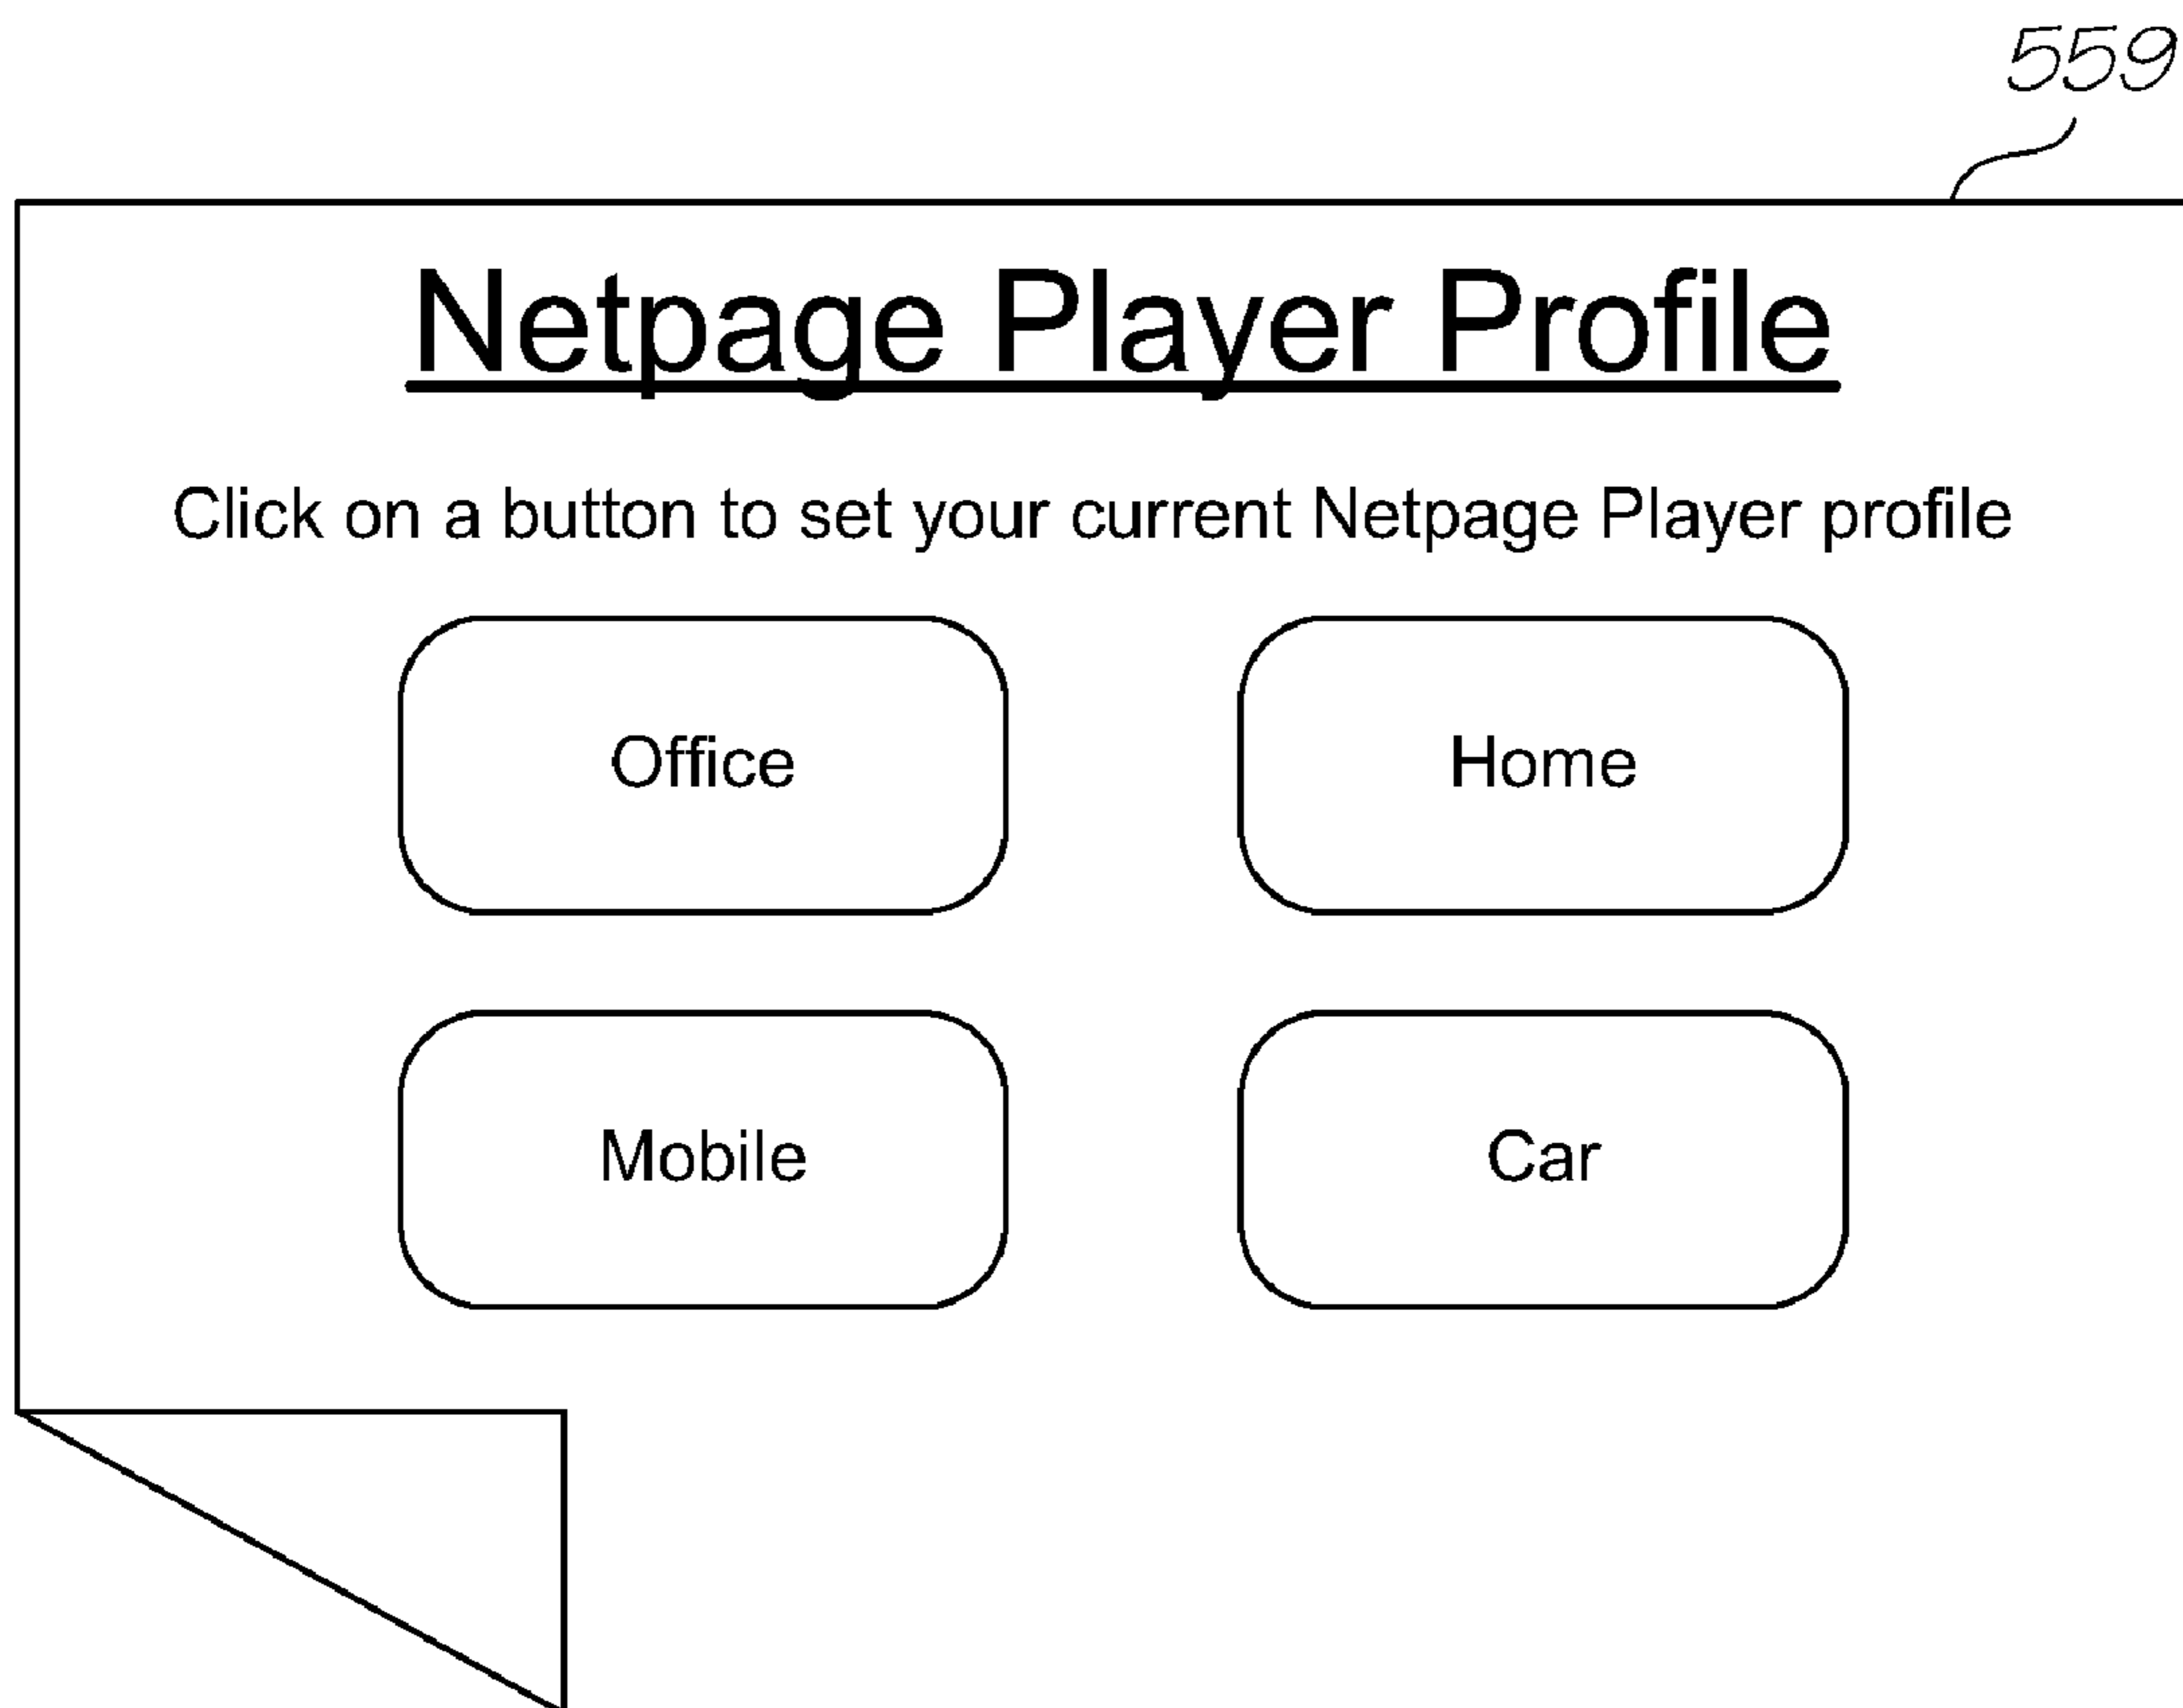 559
Netpage Player Profile
Click on a button to set your current Netpage Player profile
Office
Home
Mobile
Car